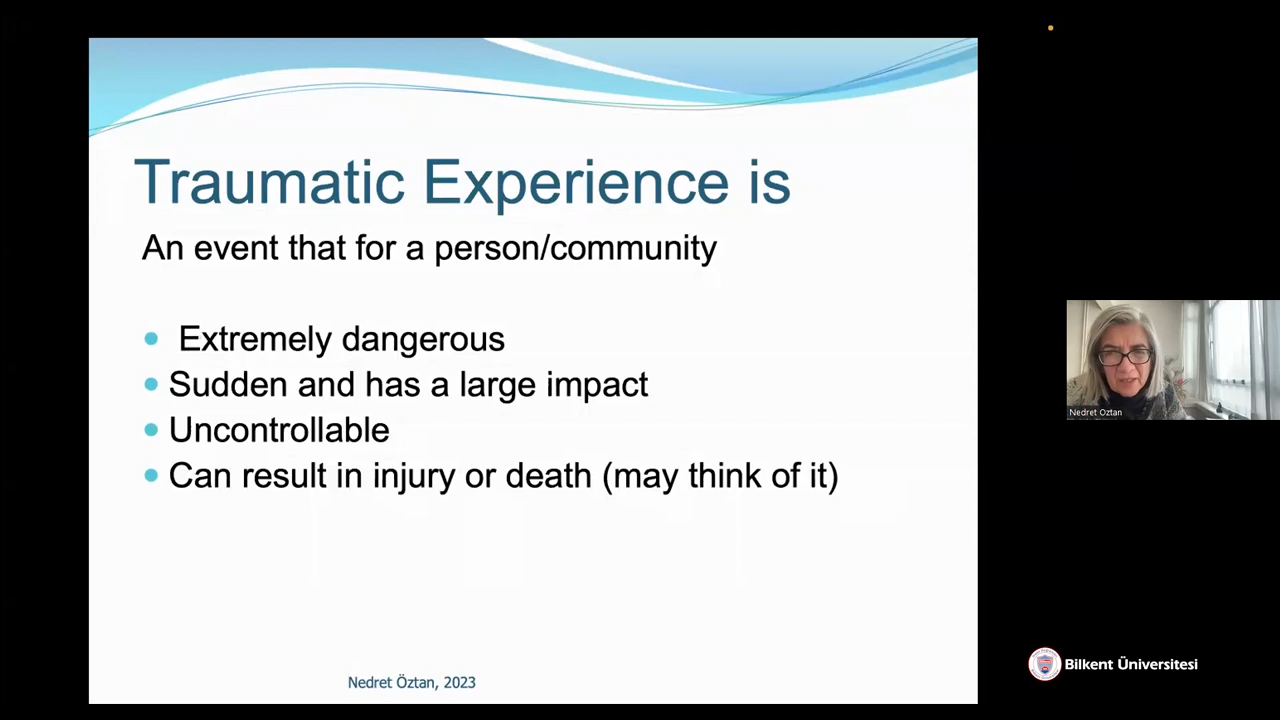 Traumatic Experience is
An event that for a person/community
Extremely dangerous
Sudden and has a large impact
Uncontrollable
Can result in injury or death (may think of it)
Nedret Öztan, 2023
Nedret Oztan
Bilkent Üniversitesi